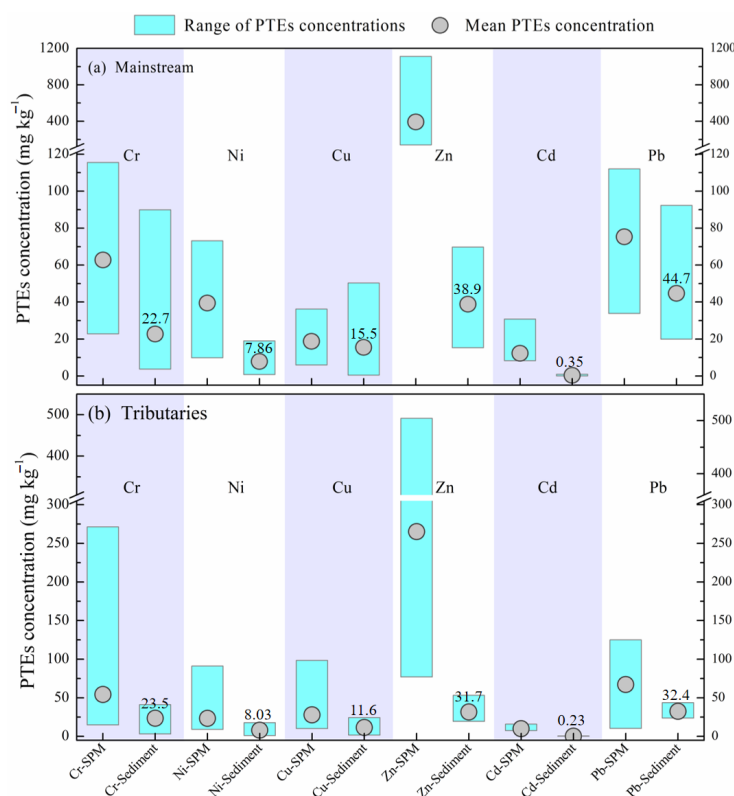 Range of PTEs concentrations Mean PTEs concentration
(a) Mainstream
PTEs concentration (mg kg⁻¹)
1200 1200
800 800
400 400
120 120
Cr Ni Cu Zn Cd Pb
100 100
80 80
60 60
40 40
20 20
0 0
22.7 7.86 15.5 38.9 0.35 44.7
(b) Tributaries
PTEs concentration (mg kg⁻¹)
500 500
400 400
Cr Ni Cu Zn Cd Pb
300 300
250 250
200 200
150 150
100 100
50 50
0 0
23.5 8.03 11.6 31.7 0.23 32.4
Cr-SPM Cr-Sediment Ni-SPM Ni-Sediment Cu-SPM Cu-Sediment Zn-SPM Zn-Sediment Cd-SPM Cd-Sediment Pb-SPM Pb-Sediment